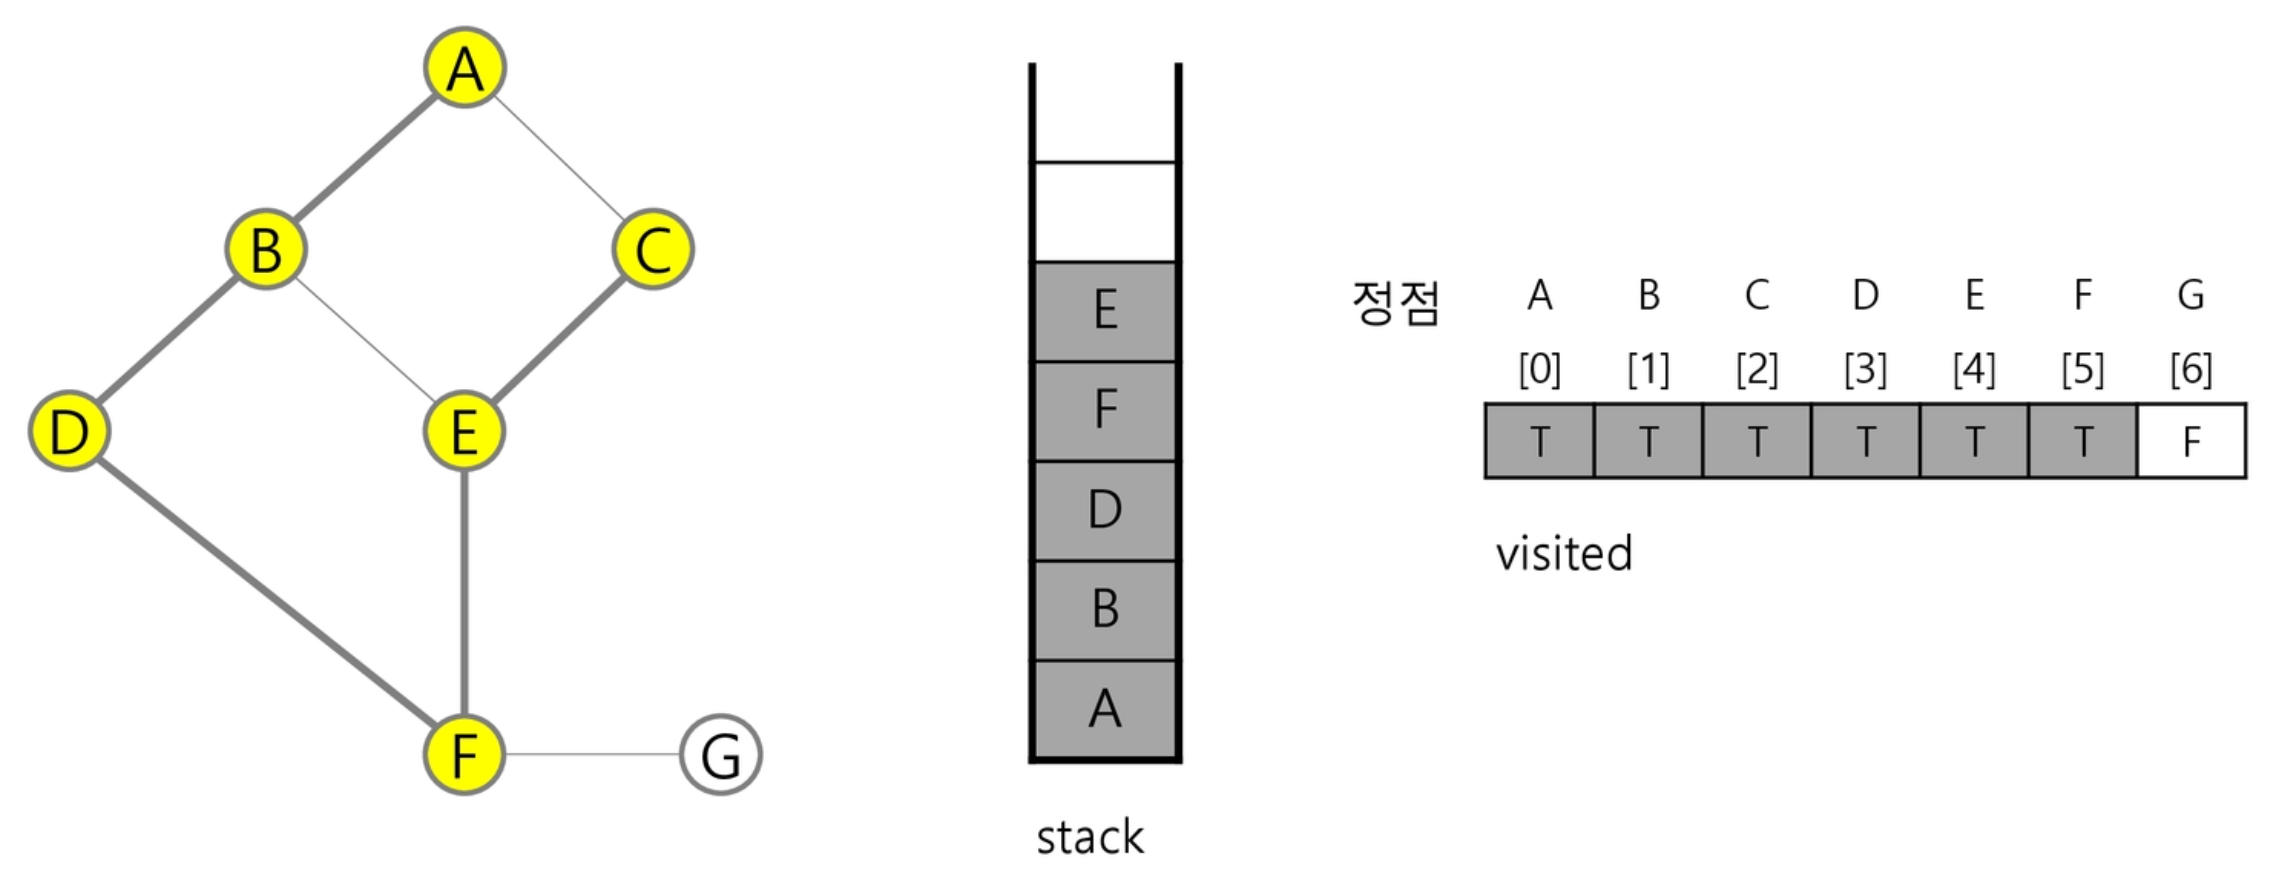 A
B
C
D
E
F
G
E
F
D
B
A
stack
정점 A B C D E F G
[0] [1] [2] [3] [4] [5] [6]
T T T T T T F
visited